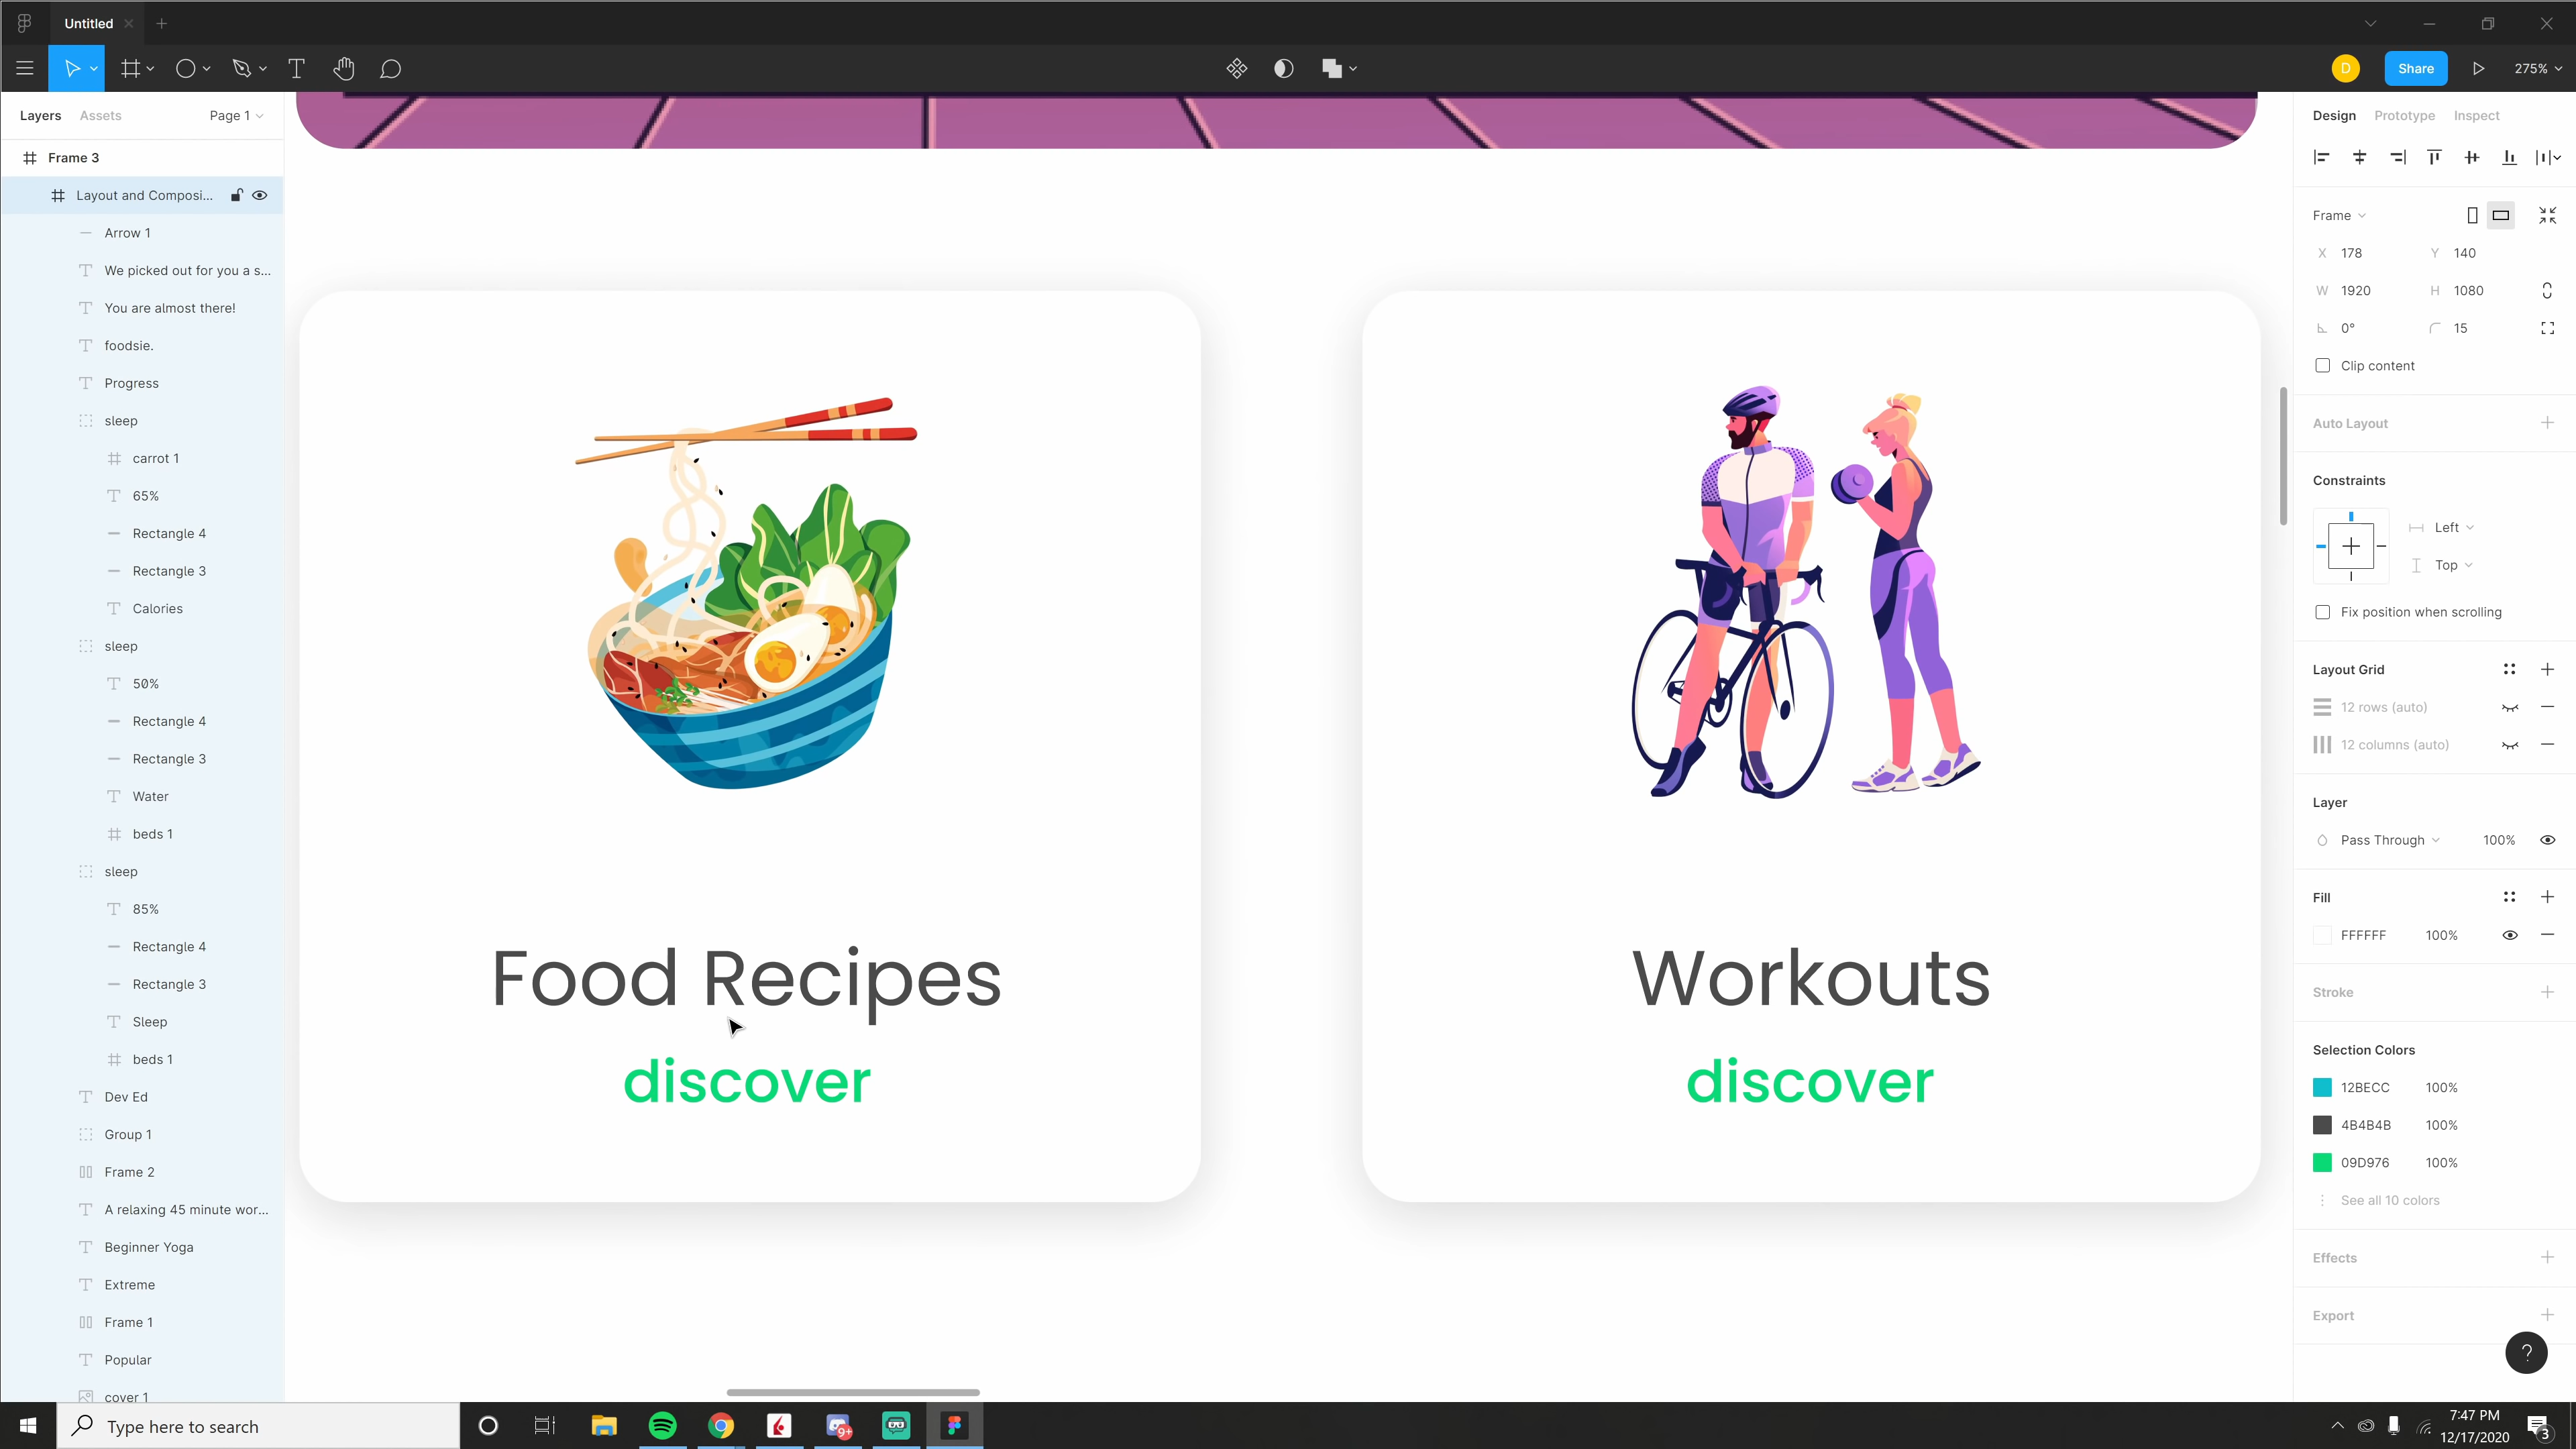 Untitled
D
Share
275%
Layers
Assets
Page 1
Design
Prototype
Inspect
Frame 3
Layout and Composi...
Arrow 1
We picked out for you a s...
You are almost there!
foodsie.
Progress
sleep
carrot 1
65%
Rectangle 4
Rectangle 3
Calories
sleep
50%
Rectangle 4
Rectangle 3
Water
beds 1
sleep
85%
Rectangle 4
Rectangle 3
Sleep
beds 1
Dev Ed
Group 1
Frame 2
A relaxing 45 minute wor...
Beginner Yoga
Extreme
Frame 1
Popular
cover 1
Food Recipes
discover
Workouts
discover
Frame
X 178 Y 140
W 1920 H 1080
0° 15
Clip content
Auto Layout
Constraints
Left
Top
Fix position when scrolling
Layout Grid
12 rows (auto)
12 columns (auto)
Layer
Pass Through 100%
Fill
FFFFFF 100%
Stroke
Selection Colors
12BECC 100%
4B4B4B 100%
09D976 100%
See all 10 colors
Effects
Export
?
Type here to search
9+
7:47 PM
12/17/2020
3